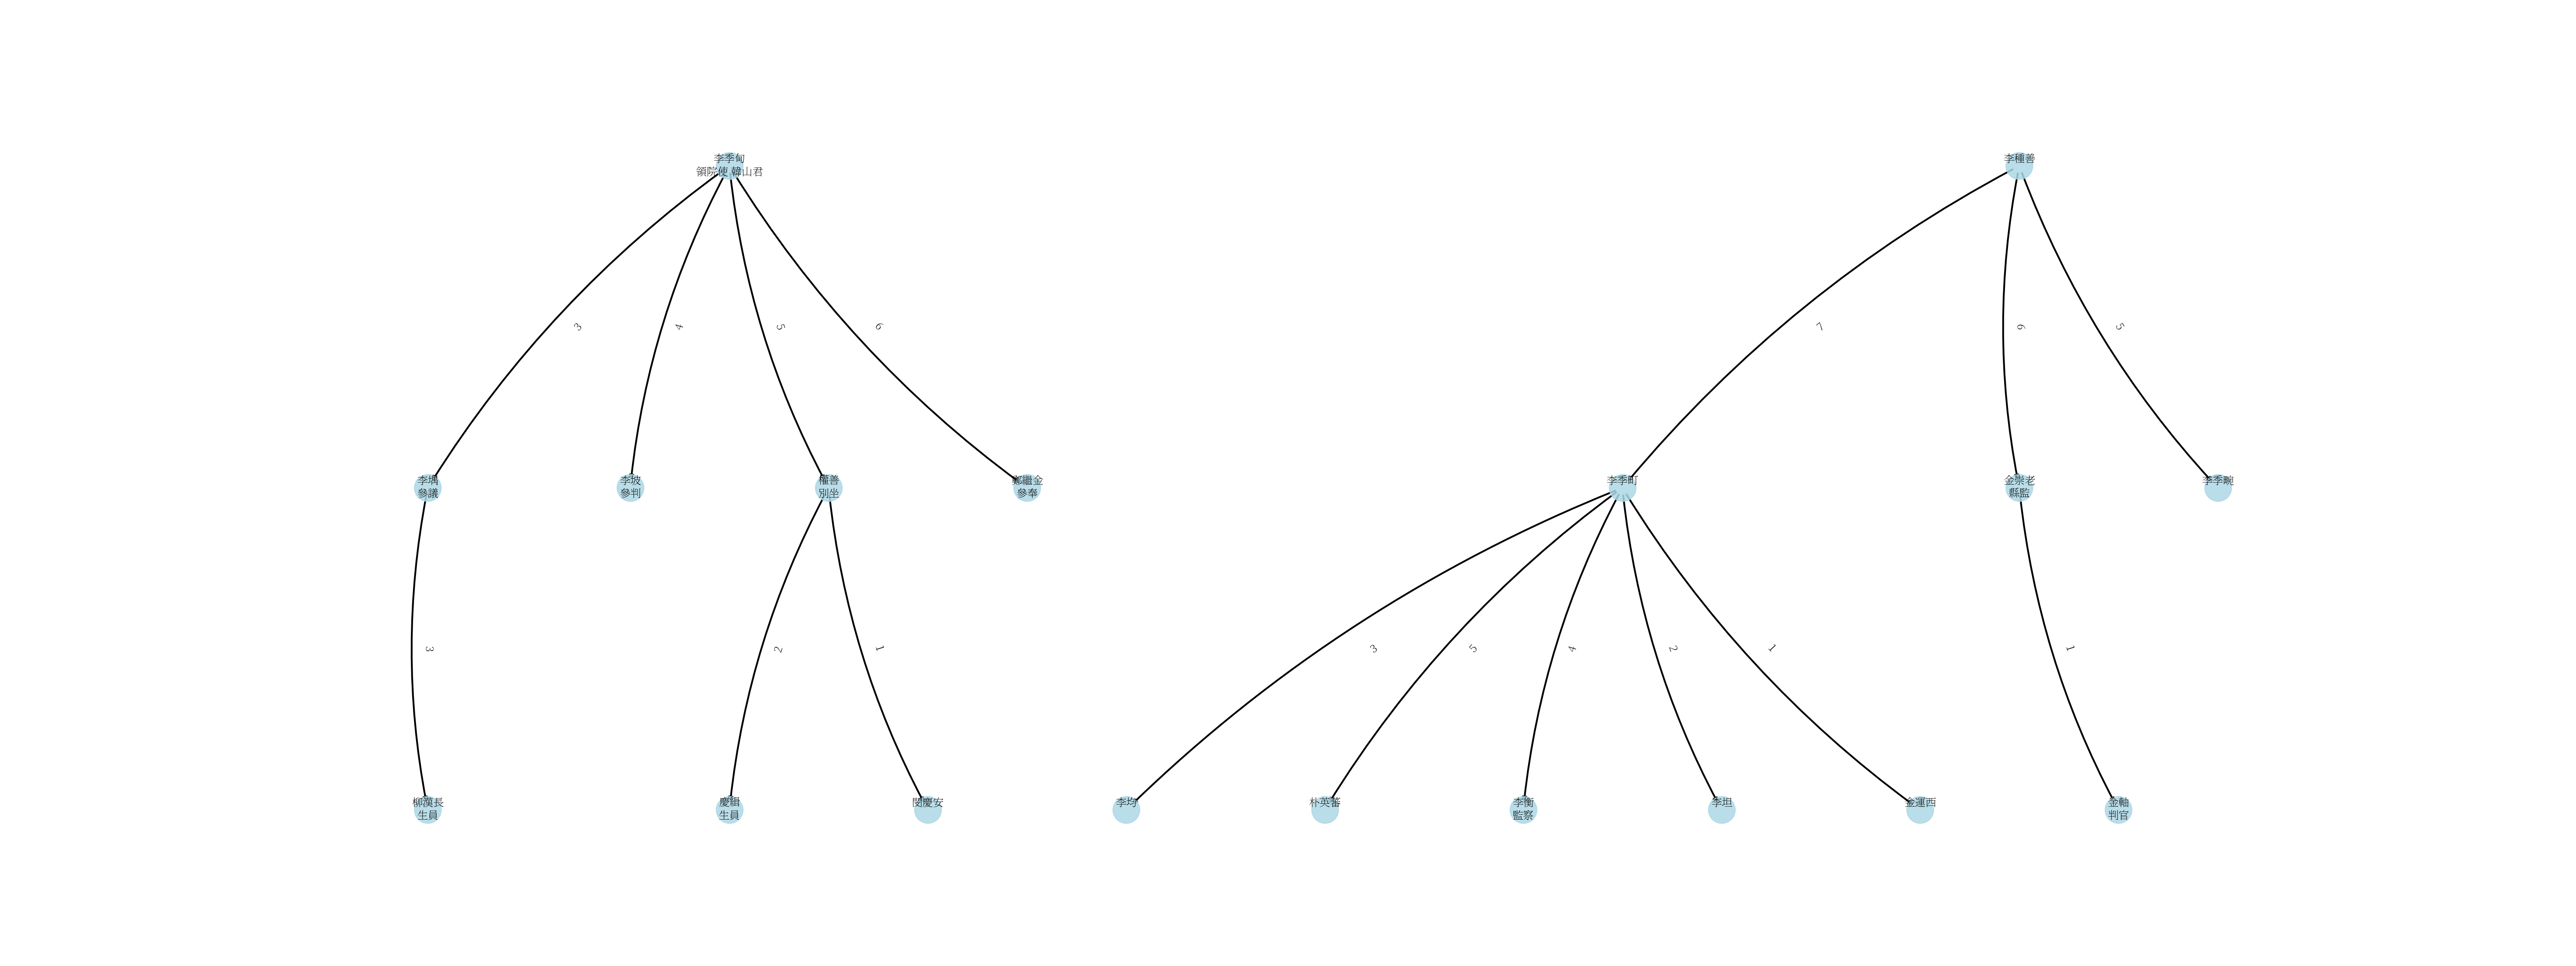 李季甸
領院使 韓山君
李種善
3
4
5
6
7
6
5
李堣
參議
李坡
參判
權善
別坐
鄭繼金
參奉
李季町
金崇老
縣監
李季畹
3
2
1
3
5
4
2
1
1
柳漢長
生員
慶緝
生員
閔慶安
李均
朴英蕃
李衡
監察
李坦
金運西
金軸
判官